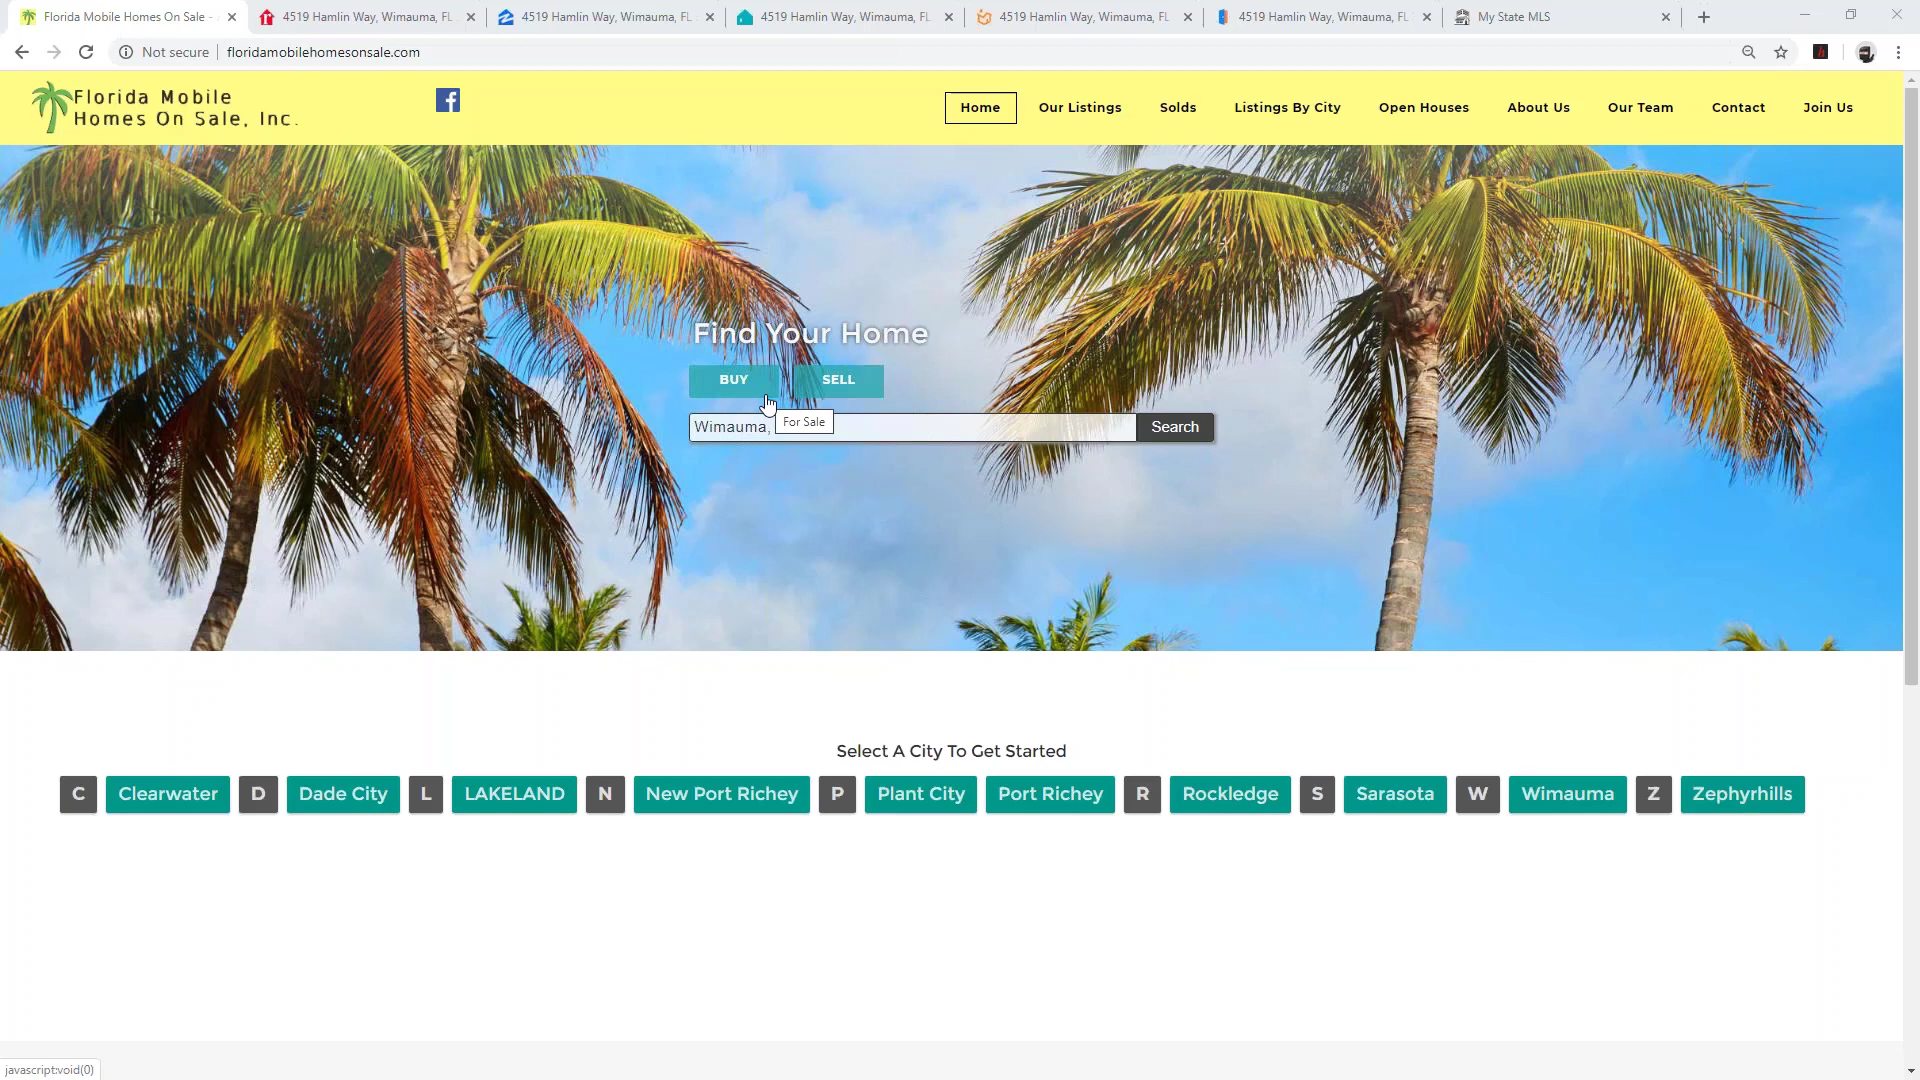 Florida Mobile Homes On Sale -
4519 Hamlin Way, Wimauma, FL
4519 Hamlin Way, Wimauma, FL
4519 Hamlin Way, Wimauma, FL
4519 Hamlin Way, Wimauma, FL
4519 Hamlin Way, Wimauma, FL
My State MLS
Not secure
floridamobilehomesonsale.com
Florida Mobile
Homes On Sale, Inc.
Home
Our Listings
Solds
Listings By City
Open Houses
About Us
Our Team
Contact
Join Us
Find Your Home
BUY
SELL
Wimauma,
For Sale
Search
Select A City To Get Started
C Clearwater D Dade City L LAKELAND N New Port Richey P Plant City Port Richey R Rockledge S Sarasota W Wimauma Z Zephyrhills
javascript:void(0)